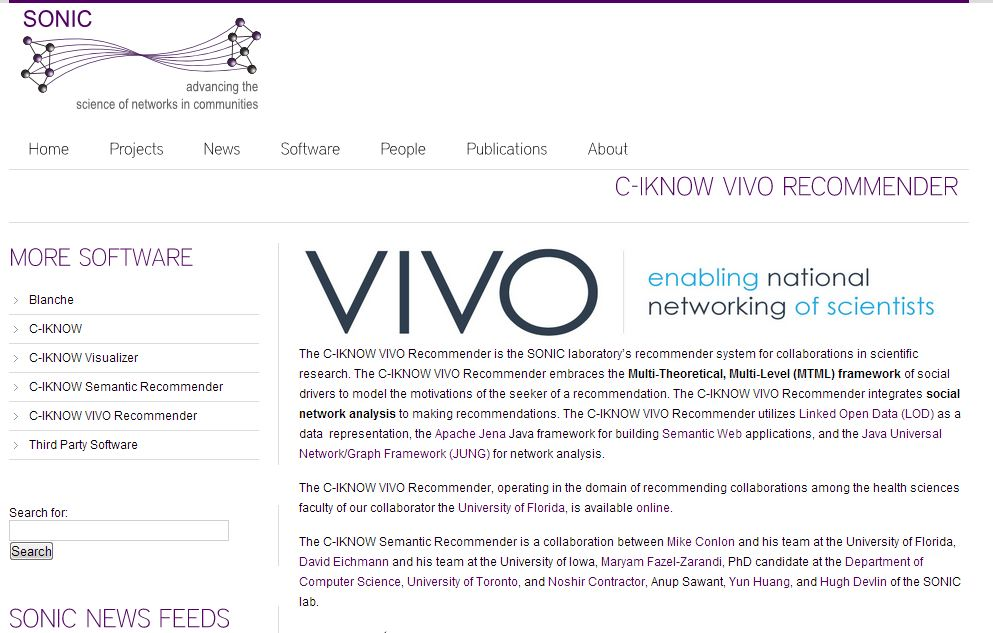 SONIC
advancing the
science of networks in communities
Home Projects News Software People Publications About
C-IKNOW VIVO RECOMMENDER
MORE SOFTWARE
Blanche
C-IKNOW
C-IKNOW Visualizer
C-IKNOW Semantic Recommender
C-IKNOW VIVO Recommender
Third Party Software
Search for:
Search
SONIC NEWS FEEDS
VIVO
enabling national
networking of scientists
The C-IKNOW VIVO Recommender is the SONIC laboratory's recommender system for collaborations in scientific
research. The C-IKNOW VIVO Recommender embraces the Multi-Theoretical, Multi-Level (MTML) framework of social
drivers to model the motivations of the seeker of a recommendation. The C-IKNOW VIVO Recommender integrates social
network analysis to making recommendations. The C-IKNOW VIVO Recommender utilizes Linked Open Data (LOD) as a
data representation, the Apache Jena Java framework for building Semantic Web applications, and the Java Universal
Network/Graph Framework (JUNG) for network analysis.
The C-IKNOW VIVO Recommender, operating in the domain of recommending collaborations among the health sciences
faculty of our collaborator the University of Florida, is available online.
The C-IKNOW Semantic Recommender is a collaboration between Mike Conlon and his team at the University of Florida,
David Eichmann and his team at the University of Iowa, Maryam Fazel-Zarandi, PhD candidate at the Department of
Computer Science, University of Toronto, and Noshir Contractor, Anup Sawant, Yun Huang, and Hugh Devlin of the SONIC
lab.